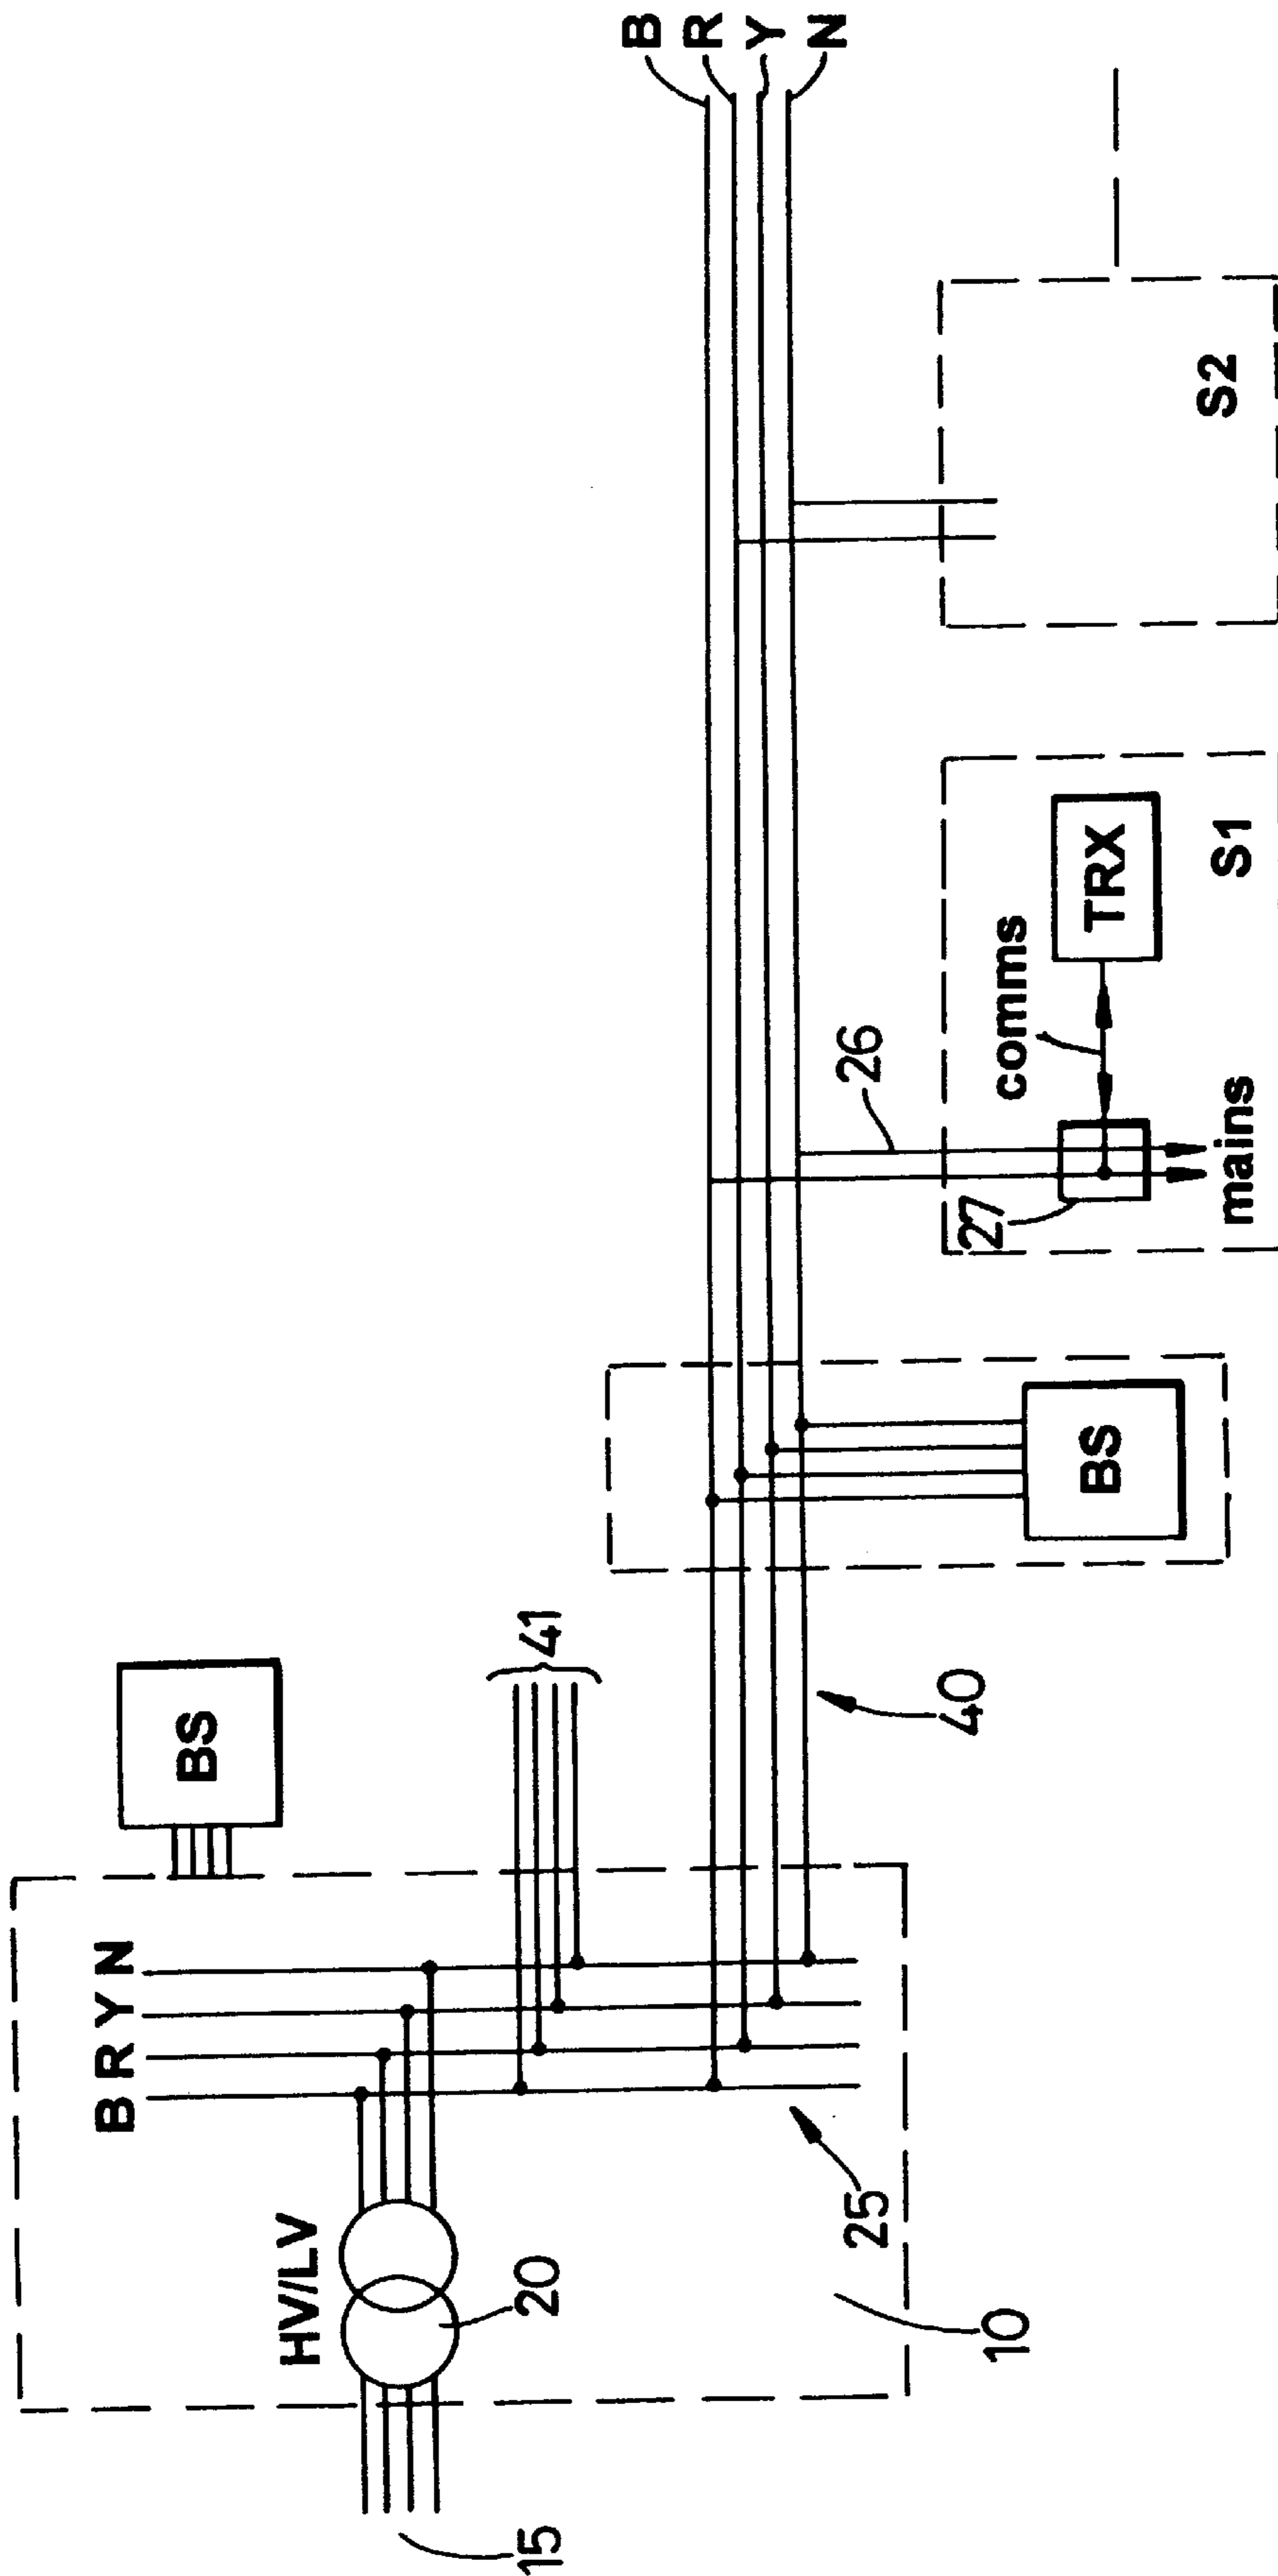 B R Y N
HV/LV
20
15
10
25
BS
41
40
BS
26
27
comms
TRX
mains
S1
S2
B
R
Y
N